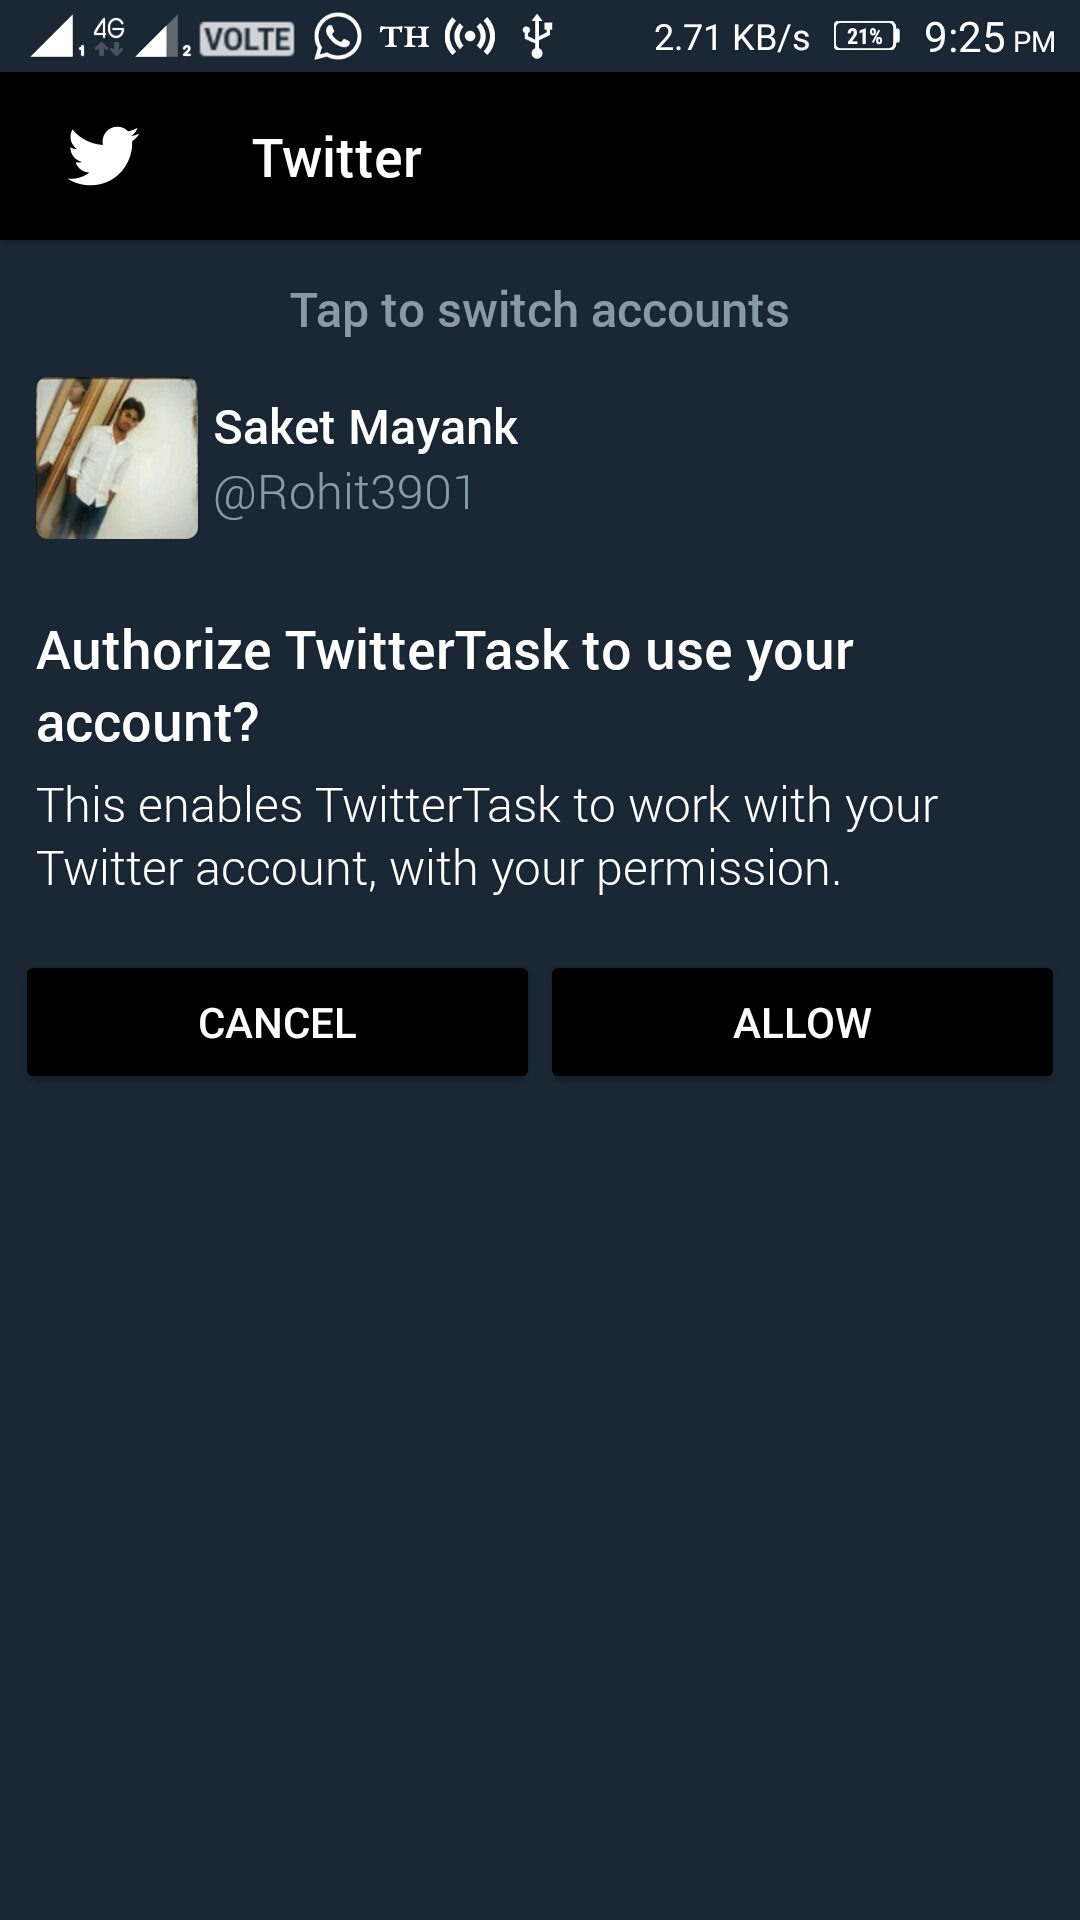 1 4G 2 VOLTE TH 2.71 KB/s 21% 9:25 PM
Twitter
Tap to switch accounts
Saket Mayank
@Rohit3901
Authorize TwitterTask to use your
account?
This enables TwitterTask to work with your
Twitter account, with your permission.
CANCEL ALLOW